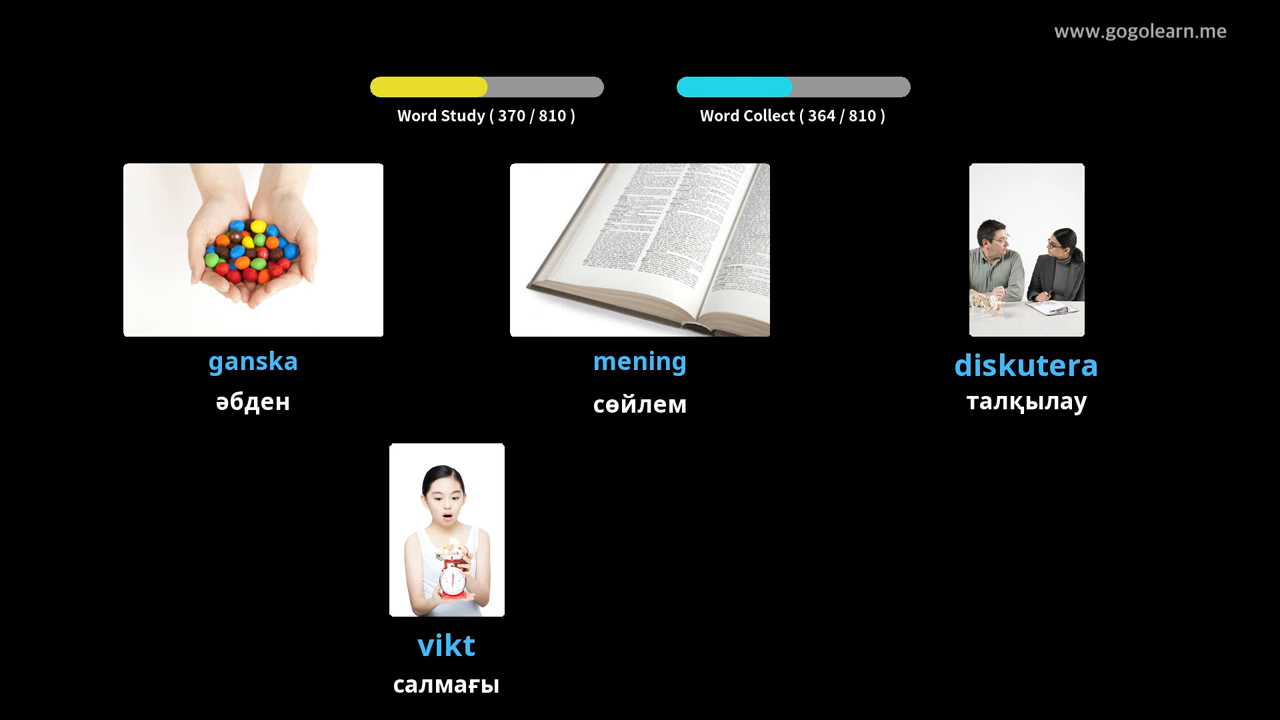 www.gogolearn.me
Word Study ( 370 / 810 )
Word Collect ( 364 / 810 )
ganska
әбден
mening
сөйлем
diskutera
талқылау
vikt
салмағы